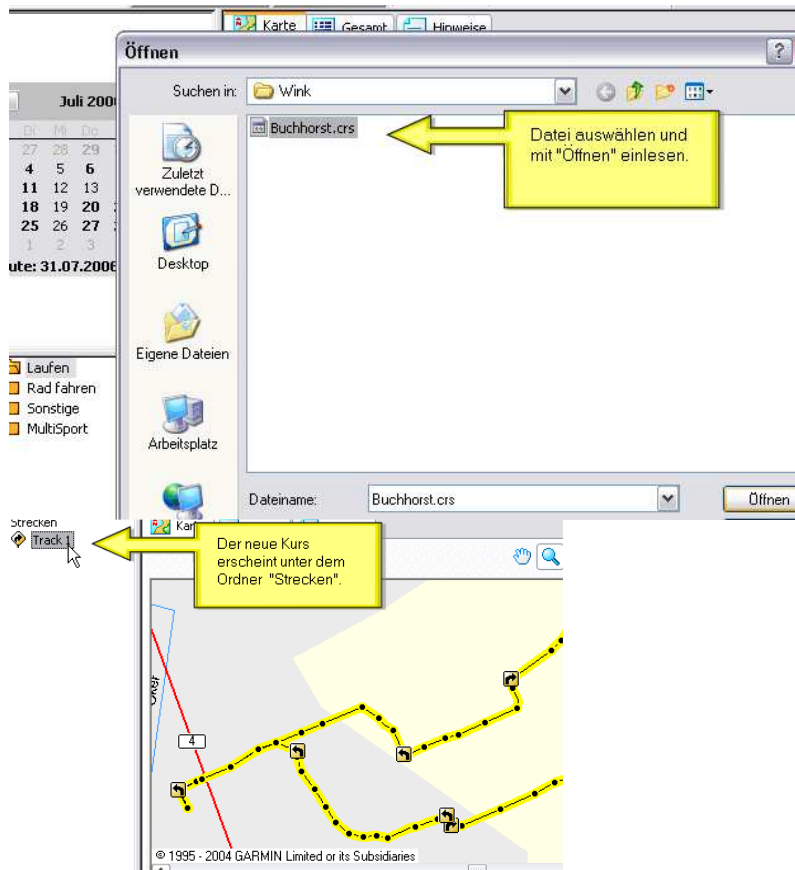 Karte Gesamt Hinweise
Öffnen
Suchen in: Wink
Juli 200
Di Mi Do
27 28 29
4 5 6
11 12 13
18 19 20
25 26 27
1 2 3
ute: 31.07.2006
Buchhorst.crs
Datei auswählen und
mit "Öffnen" einlesen.
Zuletzt
verwendete D...
Desktop
Eigene Dateien
Arbeitsplatz
Laufen
Rad fahren
Sonstige
MultiSport
Dateiname: Buchhorst.crs Öffnen
Strecken
Track 1
Kar
Der neue Kurs
erscheint unter dem
Ordner "Strecken".
Oker
4
© 1995 - 2004 GARMIN Limited or its Subsidiaries